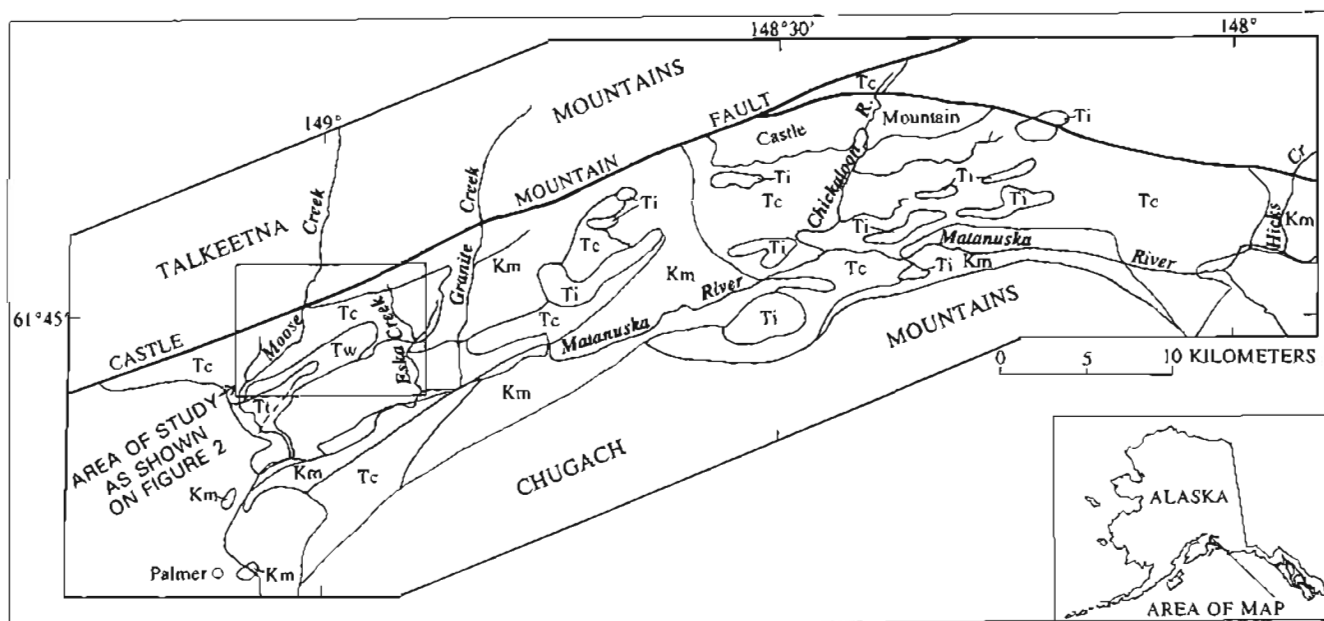 148°30'
148°
149°
TALKEETNA
MOUNTAINS
CASTLE
MOUNTAIN
FAULT
Tc
Castle
Mountain
Chickaloon
R.
Ti
Creek
Moose
Creek
Granite
Ti
Tc
Ti
Ti
Ti
Tc
Hicks
Cr
Km
Km
Tc
Ti
Km
Ti
Ti
Tc
Ti
Matanuska
River
Km
Matanuska
River
MOUNTAINS
Ti
61°45'
Tc
Tw
Eska Creek
Tc
Tc
Ti
Km
Km
Tc
Km
CHUGACH
AREA OF STUDY
AS SHOWN
ON FIGURE 2
Palmer
Km
0 5 10 KILOMETERS
ALASKA
AREA OF MAP